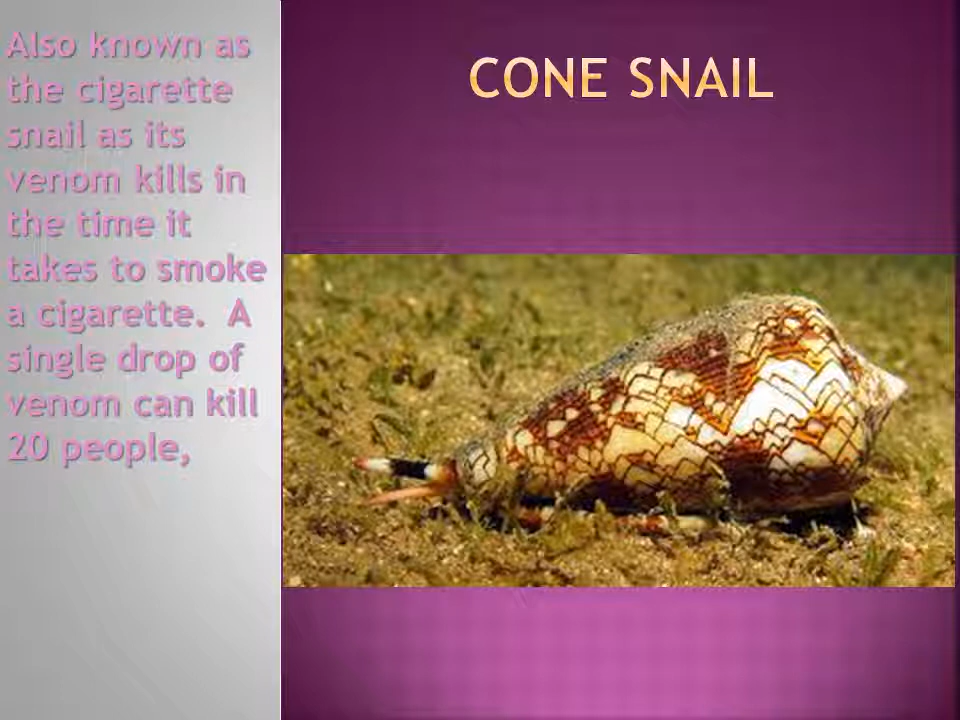 Also known as
the cigarette
snail as its
venom kills in
the time it
takes to smoke
a cigarette.  A
single drop of
venom can kill
20 people,
CONE SNAIL